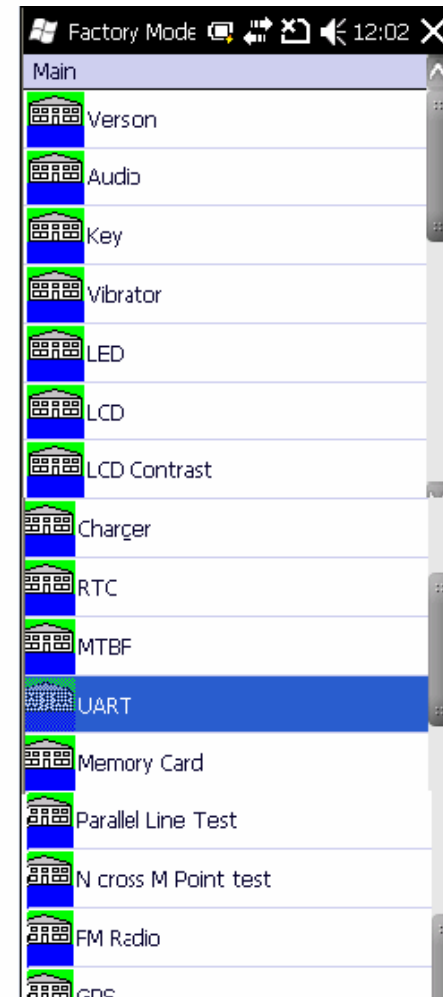 Factory Mode 12:02
Main
Verson
Audio
Key
Vibrator
LED
LCD
LCD Contrast
Charger
RTC
MTBF
UART
Memory Card
Parallel Line Test
N cross M Point test
FM Radio
GPS